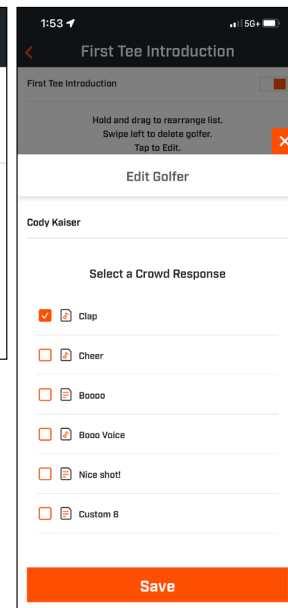 1:53
5G+
First Tee Introduction
First Tee Introduction
Hold and drag to rearrange list.
Swipe left to delete golfer.
Tap to Edit.
Edit Golfer
Cody Kaiser
Select a Crowd Response
Clap
Cheer
Boooo
Booo Voice
Nice shot!
Custom 6
Save